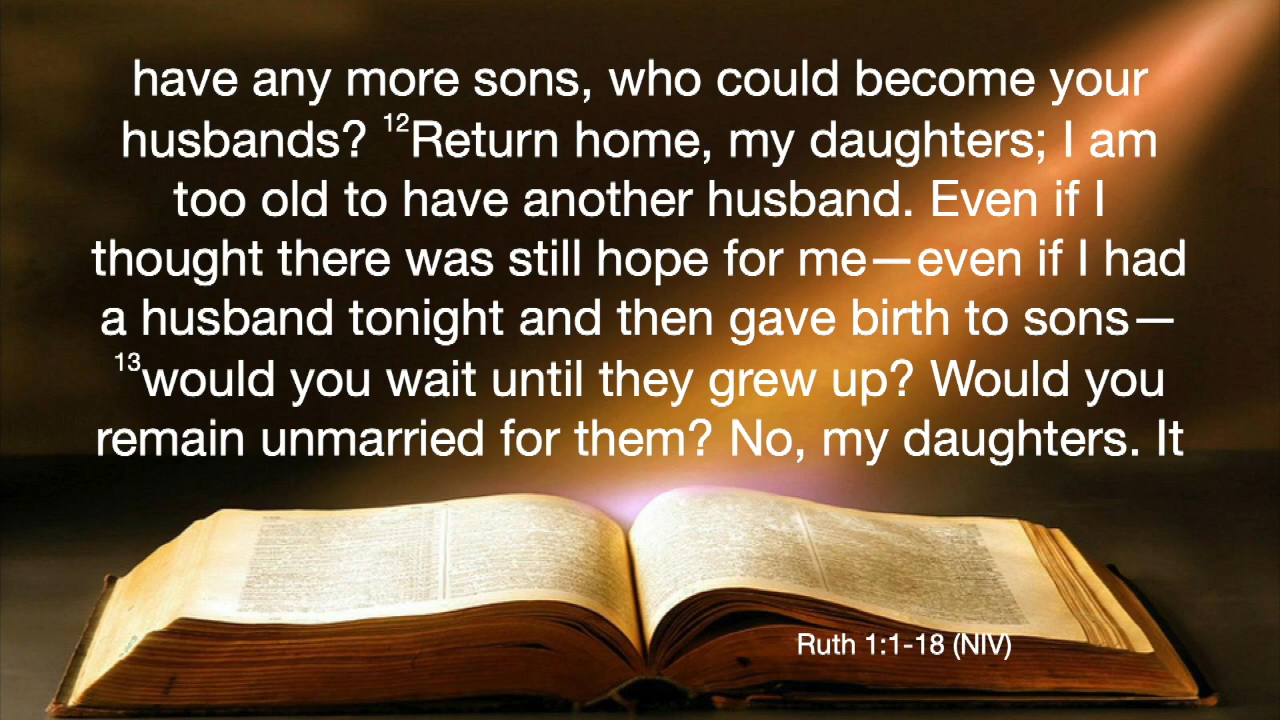 have any more sons, who could become your
husbands? ¹²Return home, my daughters; I am
too old to have another husband. Even if I
thought there was still hope for me—even if I had
a husband tonight and then gave birth to sons—
¹³would you wait until they grew up? Would you
remain unmarried for them? No, my daughters. It
Ruth 1:1-18 (NIV)